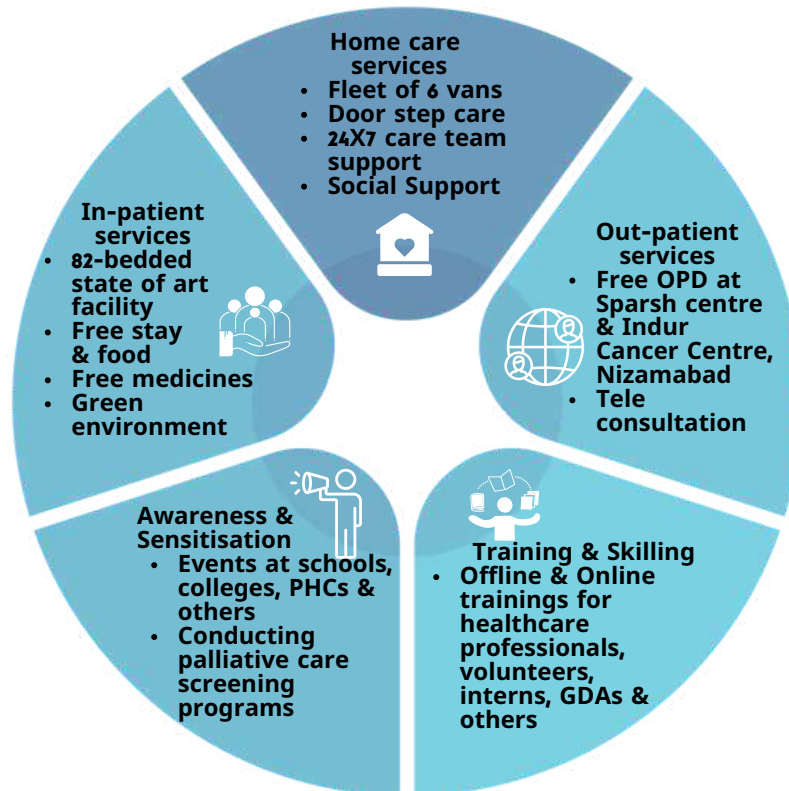 Home care
services
• Fleet of 6 vans
• Door step care
• 24X7 care team
support
• Social Support
In-patient
services
• 82-bedded
state of art
facility
• Free stay
& food
• Free medicines
• Green
environment
Out-patient
services
• Free OPD at
Sparsh centre
& Indur
Cancer Centre,
Nizamabad
• Tele
consultation
Awareness &
Sensitisation
• Events at schools,
colleges, PHCs &
others
• Conducting
palliative care
screening
programs
Training & Skilling
• Offline & Online
trainings for
healthcare
professionals,
volunteers,
interns, GDAs &
others